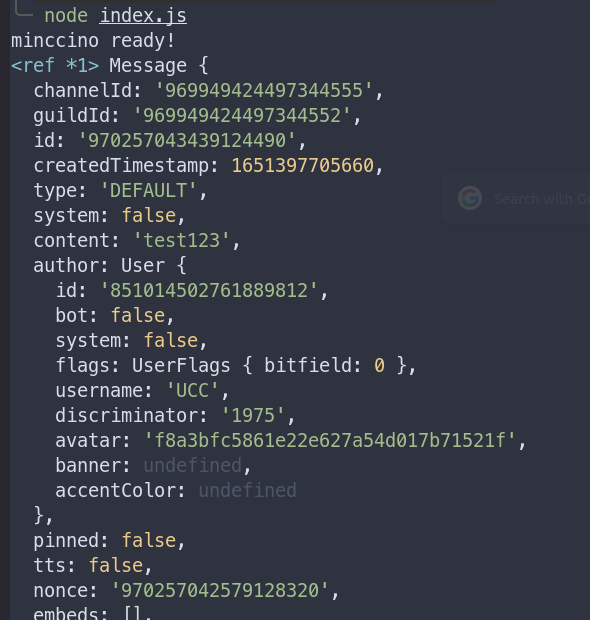 node index.js
minccino ready!
<ref *1> Message {
channelId: '969949424497344555',
guildId: '969949424497344552',
id: '970257043439124490',
createdTimestamp: 1651397705660,
type: 'DEFAULT',
system: false,
Search with Go
content: 'test123',
author: User {
id: '851014502761889812',
bot: false,
system: false,
flags: UserFlags { bitfield: 0 },
username: 'UCC',
discriminator: '1975',
avatar: 'f8a3bfc5861e22e627a54d017b71521f',
banner: undefined,
accentColor: undefined
},
pinned: false,
tts: false,
nonce: '970257042579128320',
embeds: [],